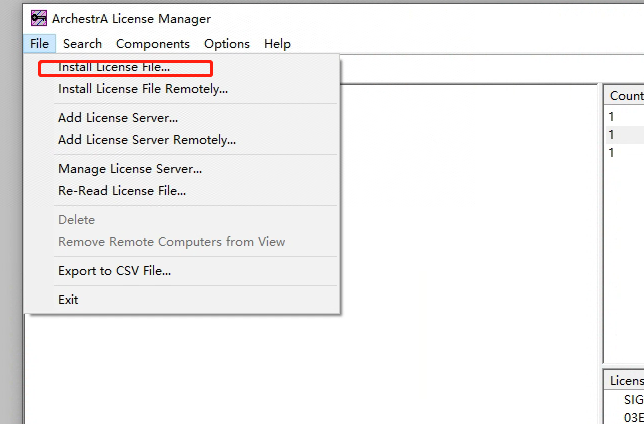 ArchestrA License Manager
File Search Components Options Help
Install License File...
Install License File Remotely...
Add License Server...
Add License Server Remotely...
Manage License Server...
Re-Read License File...
Delete
Remove Remote Computers from View
Export to CSV File...
Exit
Count
1
1
1
Licens
SIG
03E